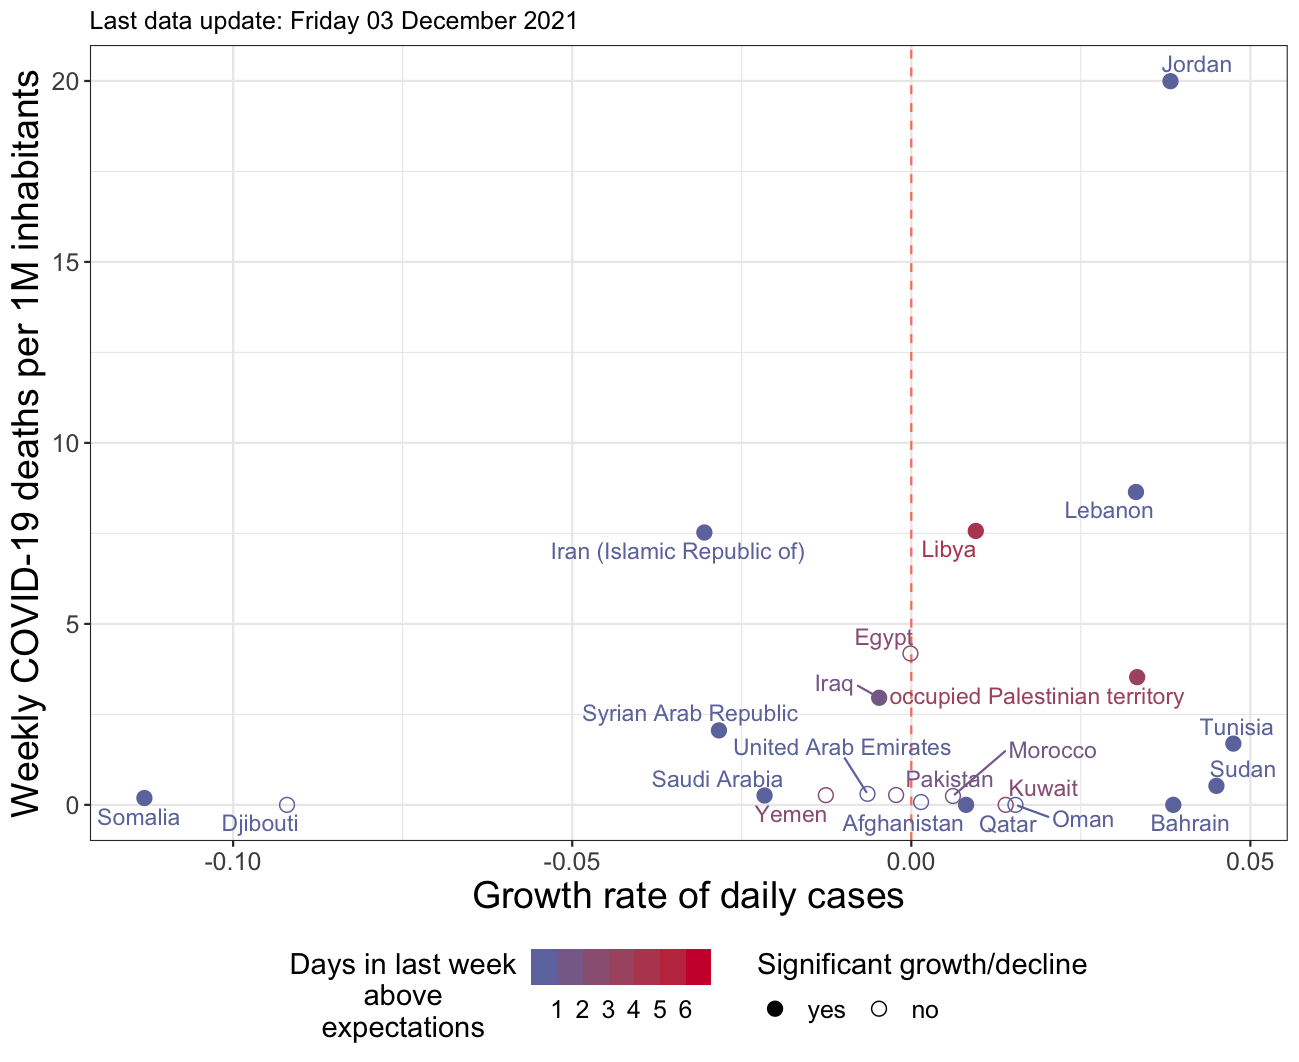 Last data update: Friday 03 December 2021
Weekly COVID-19 deaths per 1M inhabitants
20
15
10
5
0
Jordan
Lebanon
Iran (Islamic Republic of)
Libya
Egypt
Iraq
occupied Palestinian territory
Syrian Arab Republic
Tunisia
United Arab Emirates
Morocco
Sudan
Saudi Arabia
Pakistan
Kuwait
Somalia
Djibouti
Yemen
Afghanistan
Qatar
Oman
Bahrain
-0.10
-0.05
0.00
0.05
Growth rate of daily cases
Days in last week
above
expectations
1 2 3 4 5 6
Significant growth/decline
yes
no